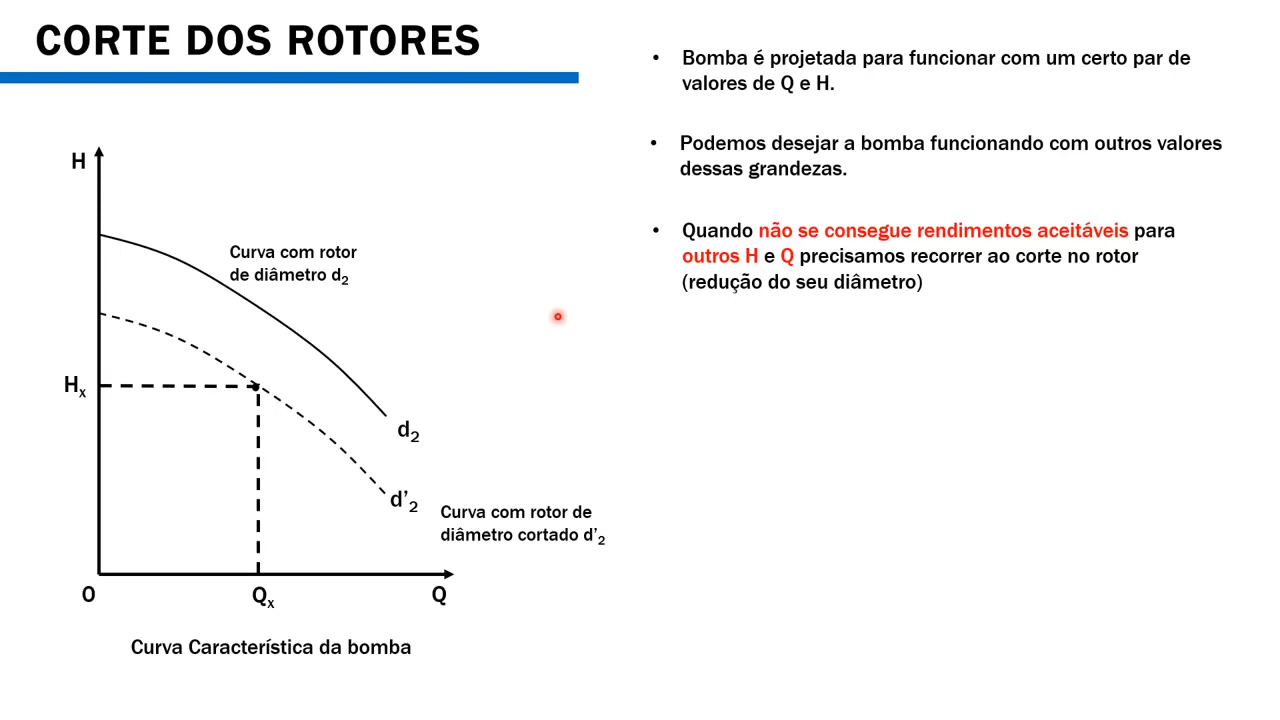 CORTE DOS ROTORES
• Bomba é projetada para funcionar com um certo par de
valores de Q e H.
• Podemos desejar a bomba funcionando com outros valores
dessas grandezas.
• Quando não se consegue rendimentos aceitáveis para
outros H e Q precisamos recorrer ao corte no rotor
(redução do seu diâmetro)
H
Curva com rotor
de diâmetro d2
Hx
d2
d’2
Curva com rotor de
diâmetro cortado d’2
O
Qx
Q
Curva Característica da bomba